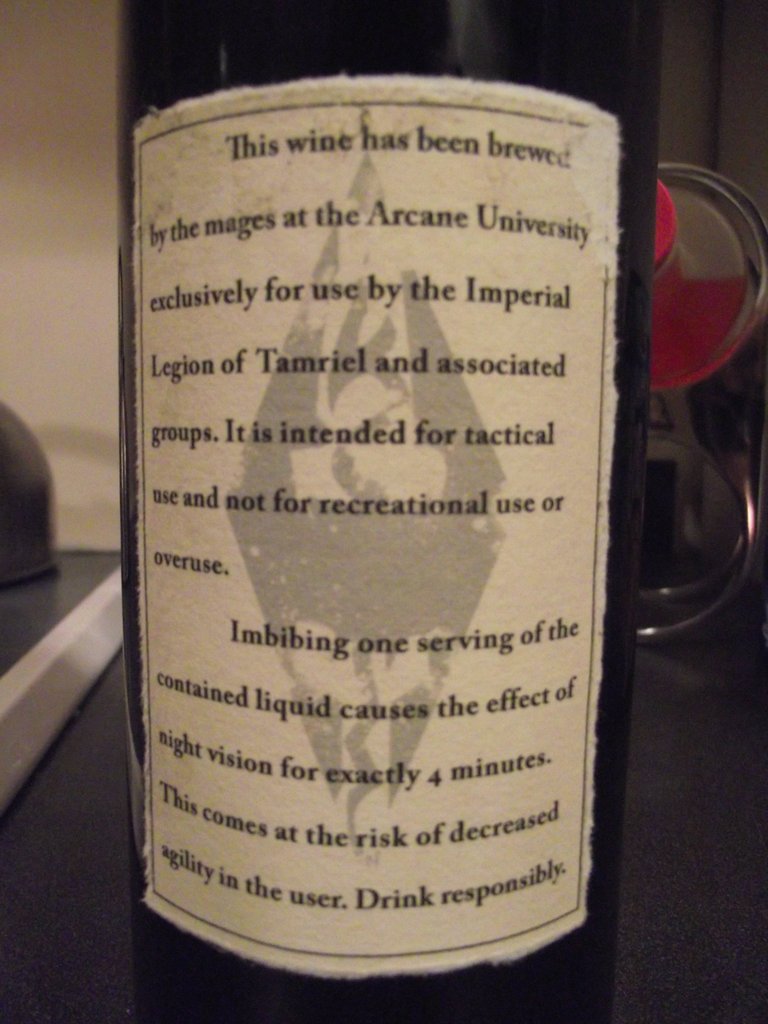 This wine has been brewed
by the mages at the Arcane University
exclusively for use by the Imperial
Legion of Tamriel and associated
groups. It is intended for tactical
use and not for recreational use or
overuse.
Imbibing one serving of the
contained liquid causes the effect of
night vision for exactly 4 minutes.
This comes at the risk of decreased
agility in the user. Drink responsibly.